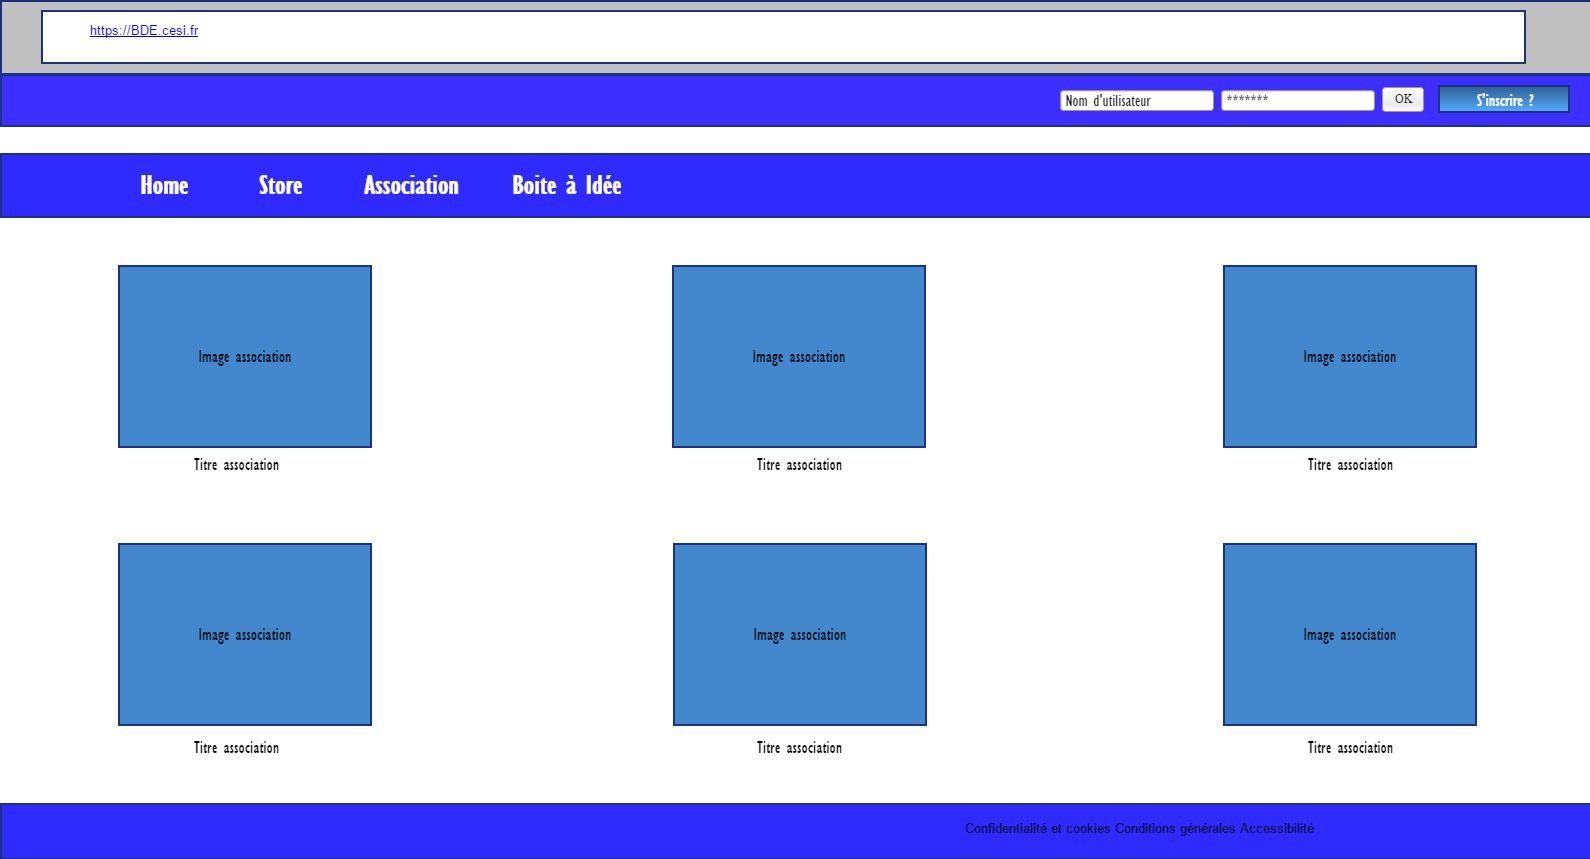 https://BDE.cesi.fr
Nom d'utilisateur ******* OK S'inscrire ?
Home Store Association Boite à Idée
Image association Image association Image association
Titre association Titre association Titre association
Image association Image association Image association
Titre association Titre association Titre association
Confidentialité et cookies Conditions générales Accessibilité